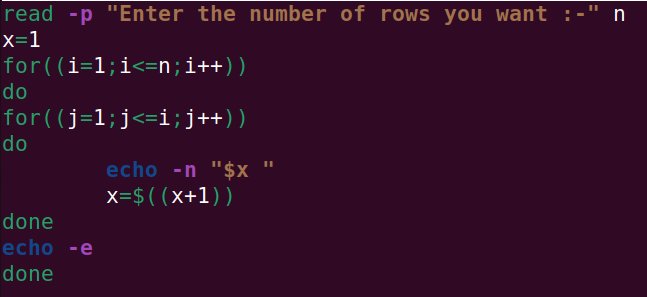 read -p "Enter the number of rows you want :-" n
x=1
for((i=1;i<=n;i++))
do
for((j=1;j<=i;j++))
do
        echo -n "$x "
        x=$((x+1))
done
echo -e
done